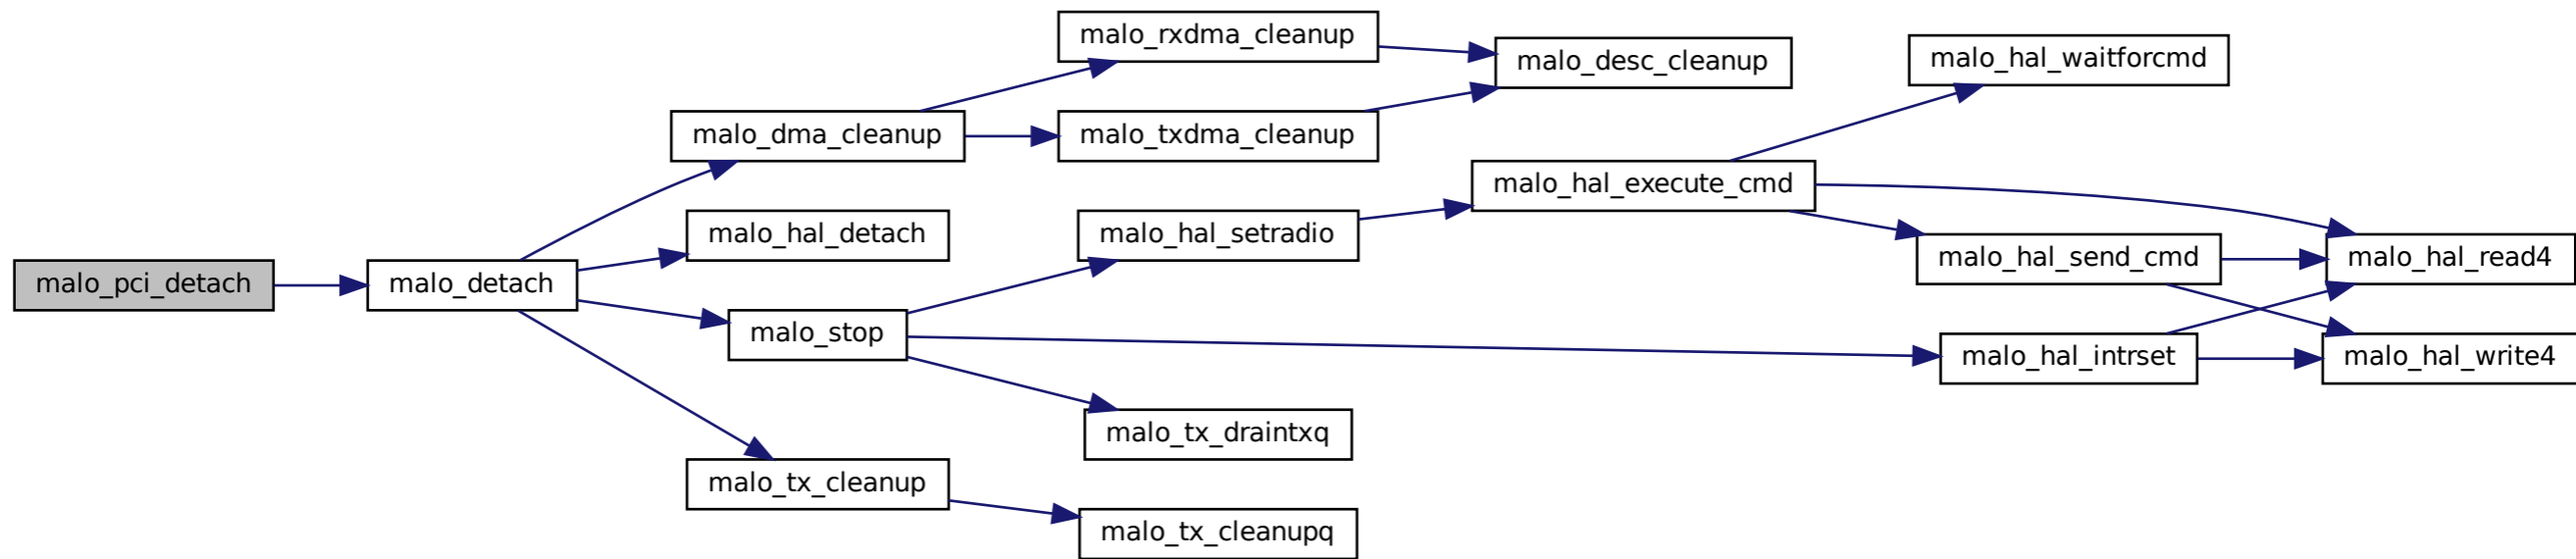 malo_pci_detach
malo_detach
malo_dma_cleanup
malo_rxdma_cleanup
malo_desc_cleanup
malo_txdma_cleanup
malo_hal_detach
malo_stop
malo_hal_setradio
malo_hal_execute_cmd
malo_hal_waitforcmd
malo_hal_send_cmd
malo_hal_read4
malo_hal_write4
malo_hal_intrset
malo_tx_draintxq
malo_tx_cleanup
malo_tx_cleanupq